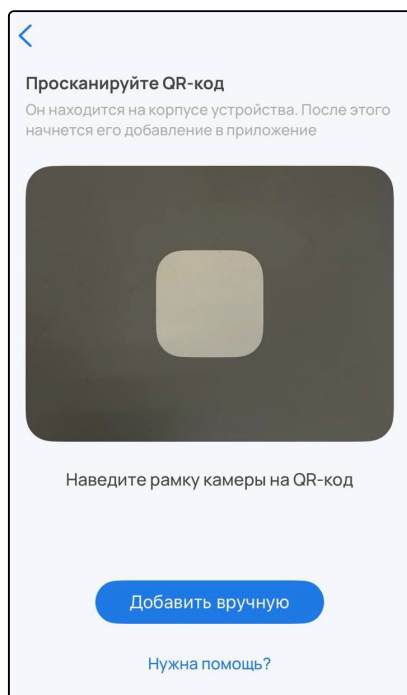 Просканируйте QR-код
Он находится на корпусе устройства. После этого
начнется его добавление в приложение
Наведите рамку камеры на QR-код
Добавить вручную
Нужна помощь?